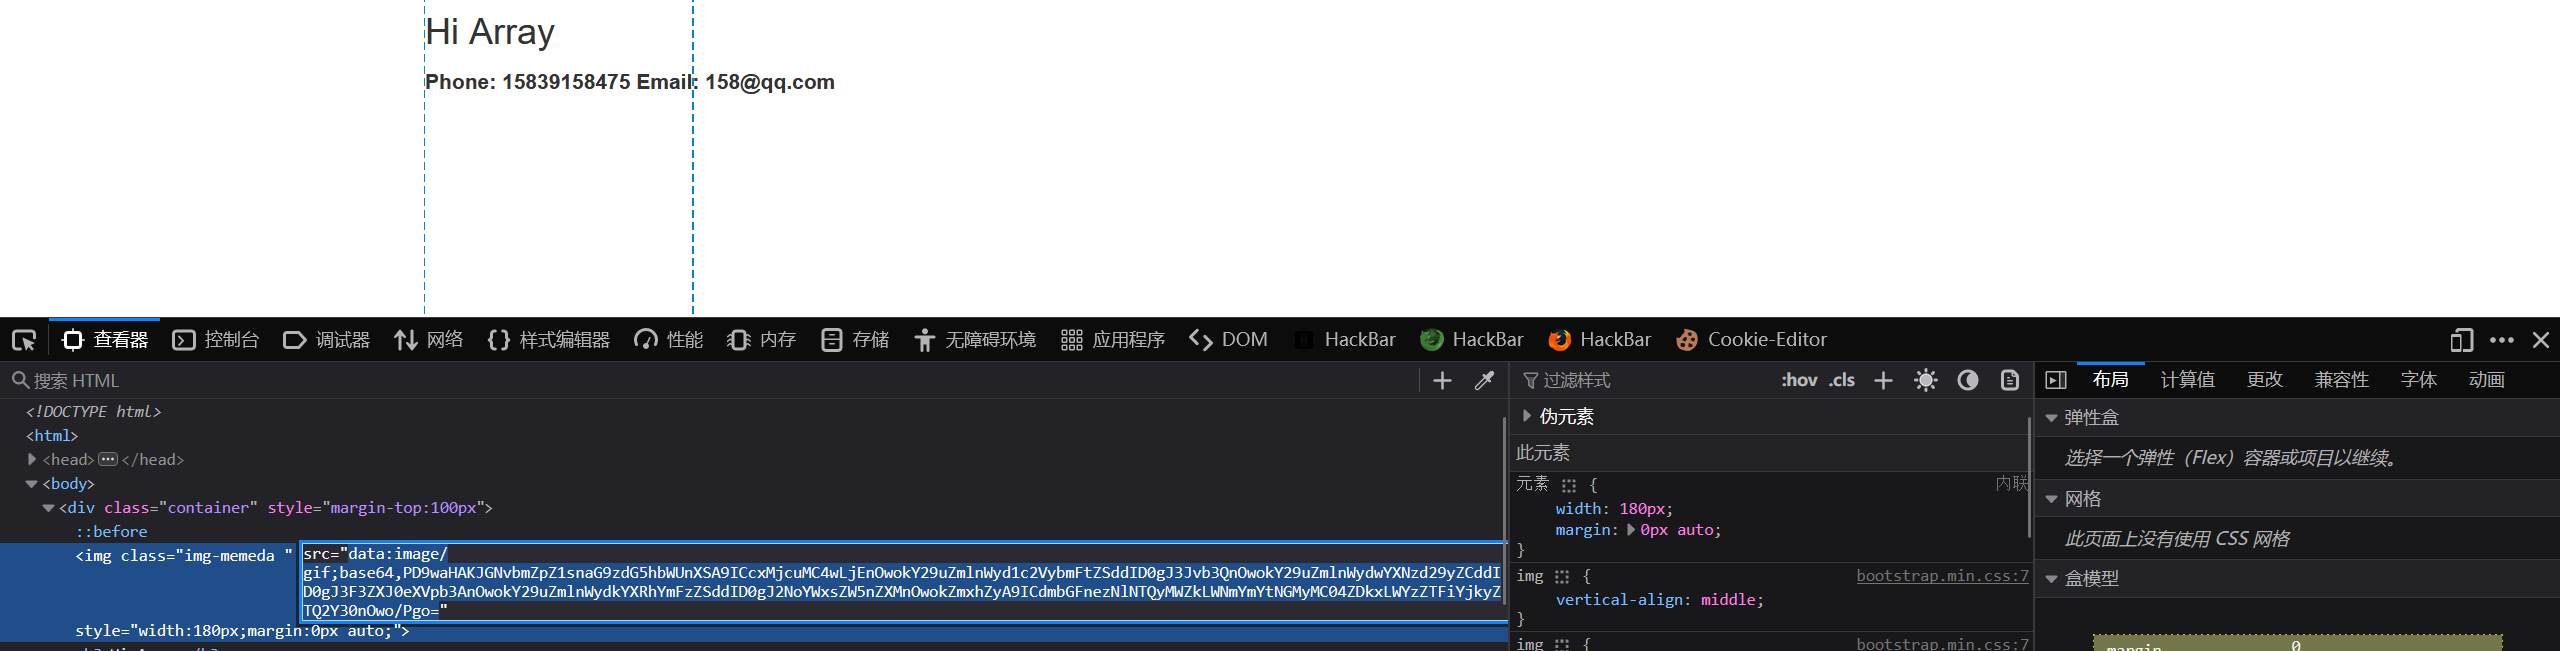 Hi Array
Phone: 15839158475 Email: 158@qq.com
查看器 控制台 调试器 网络 样式编辑器 性能 内存 存储 无障碍环境 应用程序 DOM HackBar HackBar HackBar Cookie-Editor
搜索 HTML
<!DOCTYPE html>
<html>
<head> </head>
<body>
<div class="container" style="margin-top:100px">
::before
<img class="img-memeda " src="data:image/
gif;base64,PD9waHAKJGNvbmZpZ1snaG9zdG5hbWUnXSA9ICcxMjcuMC4wLjEnOwokY29uZmlnWyd1c2VybmFtZSddID0gJ3Jvb3QnOwokY29uZmlnWydwYXNzd29yZCddI
D0gJ3F3ZXJ0eXVpb3AnOwokY29uZmlnWydkYXRhYmFzZSddID0gJ2NoYWxsZW5nZXMnOwokZmxhZyA9ICdmbGFnezNlNTQyMWZkLWNmYmYtNGMyMC04ZDkxLWYzZTFiYjkyZ
TQ2Y30nOwo/Pgo="
style="width:180px;margin:0px auto;">
过滤样式 :hov .cls
伪元素
此元素
元素 { 内联
width: 180px;
margin: 0px auto;
}
img { bootstrap.min.css:7
vertical-align: middle;
}
img { bootstrap.min.css:7
布局 计算值 更改 兼容性 字体 动画
弹性盒
选择一个弹性（Flex）容器或项目以继续。
网格
此页面上没有使用 CSS 网格
盒模型
margin 0